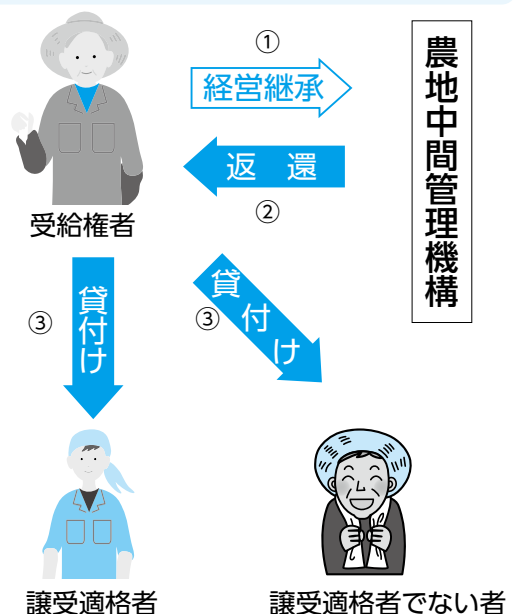 ①
経営継承
農地中間管理機構
返還
②
受給権者
③
貸付け
③
貸付け
譲受適格者
譲受適格者でない者